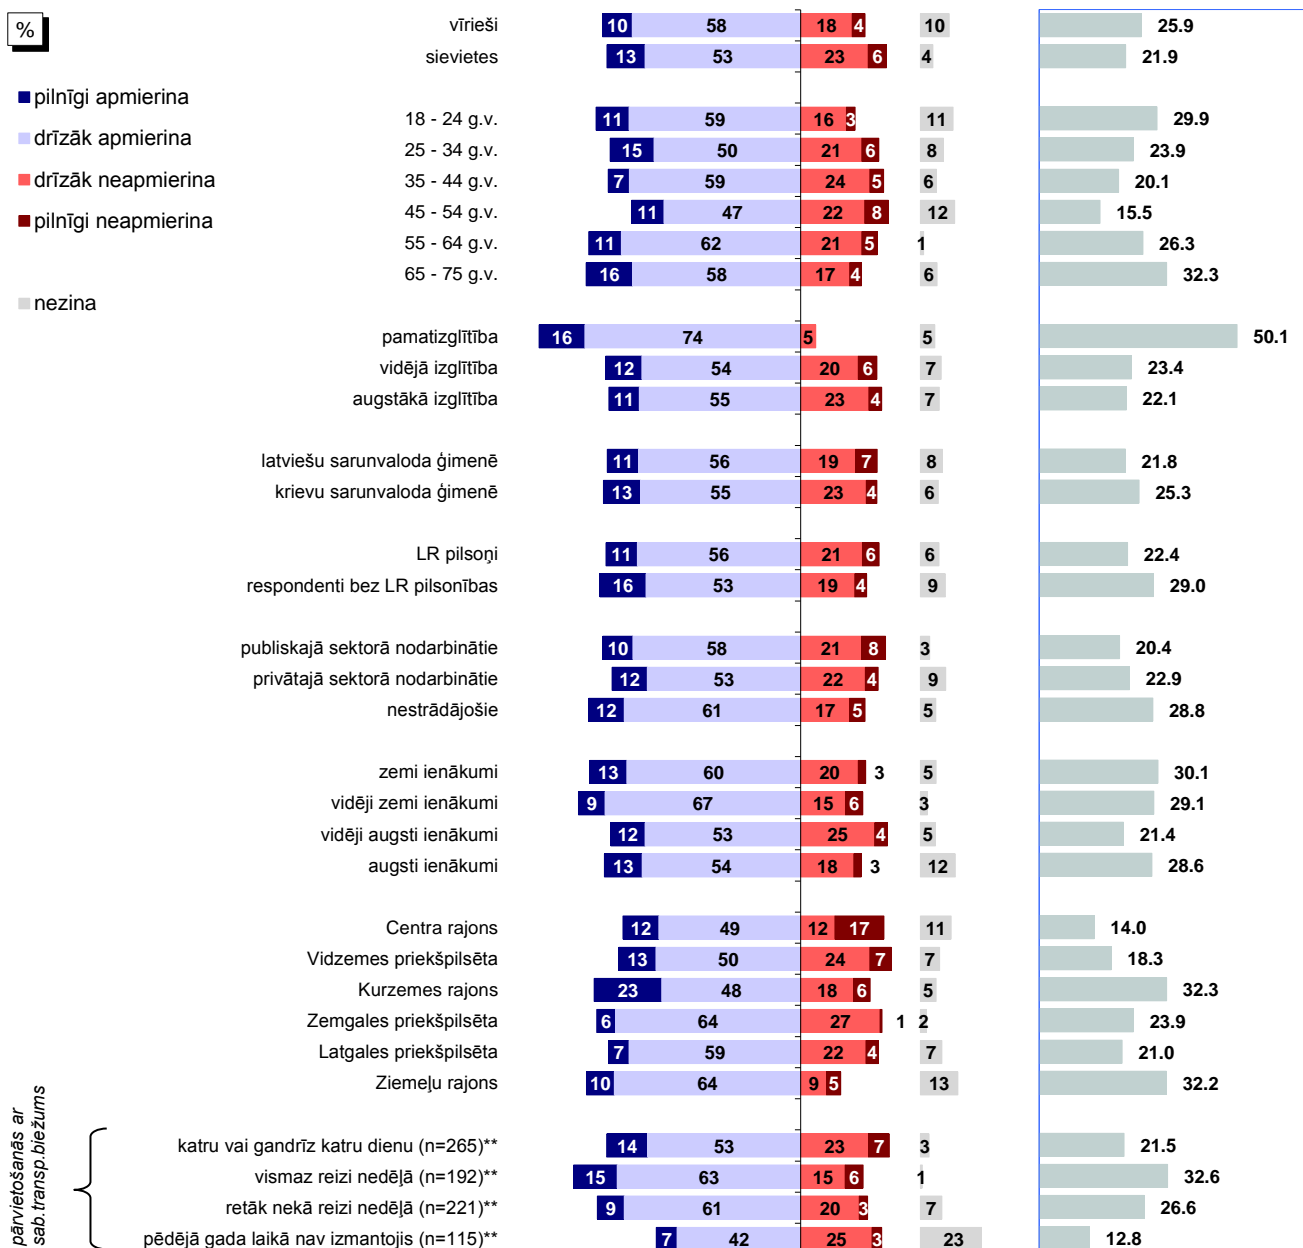 %
pilnīgi apmierina
drīzāk apmierina
drīzāk neapmierina
pilnīgi neapmierina
nezina
vīrieši 10 58 18 4 10 25.9
sievietes 13 53 23 6 4 21.9
18 - 24 g.v. 11 59 16 3 11 29.9
25 - 34 g.v. 15 50 21 6 8 23.9
35 - 44 g.v. 7 59 24 5 6 20.1
45 - 54 g.v. 11 47 22 8 12 15.5
55 - 64 g.v. 11 62 21 5 1 26.3
65 - 75 g.v. 16 58 17 4 6 32.3
pamatizglītība 16 74 5 5 50.1
vidējā izglītība 12 54 20 6 7 23.4
augstākā izglītība 11 55 23 4 7 22.1
latviešu sarunvaloda ģimenē 11 56 19 7 8 21.8
krievu sarunvaloda ģimenē 13 55 23 4 6 25.3
LR pilsoņi 11 56 21 6 6 22.4
respondenti bez LR pilsonības 16 53 19 4 9 29.0
publiskajā sektorā nodarbinātie 10 58 21 8 3 20.4
privātajā sektorā nodarbinātie 12 53 22 4 9 22.9
nestrādājošie 12 61 17 5 5 28.8
zemi ienākumi 13 60 20 3 5 30.1
vidēji zemi ienākumi 9 67 15 6 3 29.1
vidēji augsti ienākumi 12 53 25 4 5 21.4
augsti ienākumi 13 54 18 3 12 28.6
Centra rajons 12 49 12 17 11 14.0
Vidzemes priekšpilsēta 13 50 24 7 7 18.3
Kurzemes rajons 23 48 18 6 5 32.3
Zemgales priekšpilsēta 6 64 27 1 2 23.9
Latgales priekšpilsēta 7 59 22 4 7 21.0
Ziemeļu rajons 10 64 9 5 13 32.2
pārvietošanās ar
sab.transp.biežums
katru vai gandrīz katru dienu (n=265)** 14 53 23 7 3 21.5
vismaz reizi nedēļā (n=192)** 15 63 15 6 1 32.6
retāk nekā reizi nedēļā (n=221)** 9 61 20 3 7 26.6
pēdējā gada laikā nav izmantojis (n=115)** 7 42 25 3 23 12.8